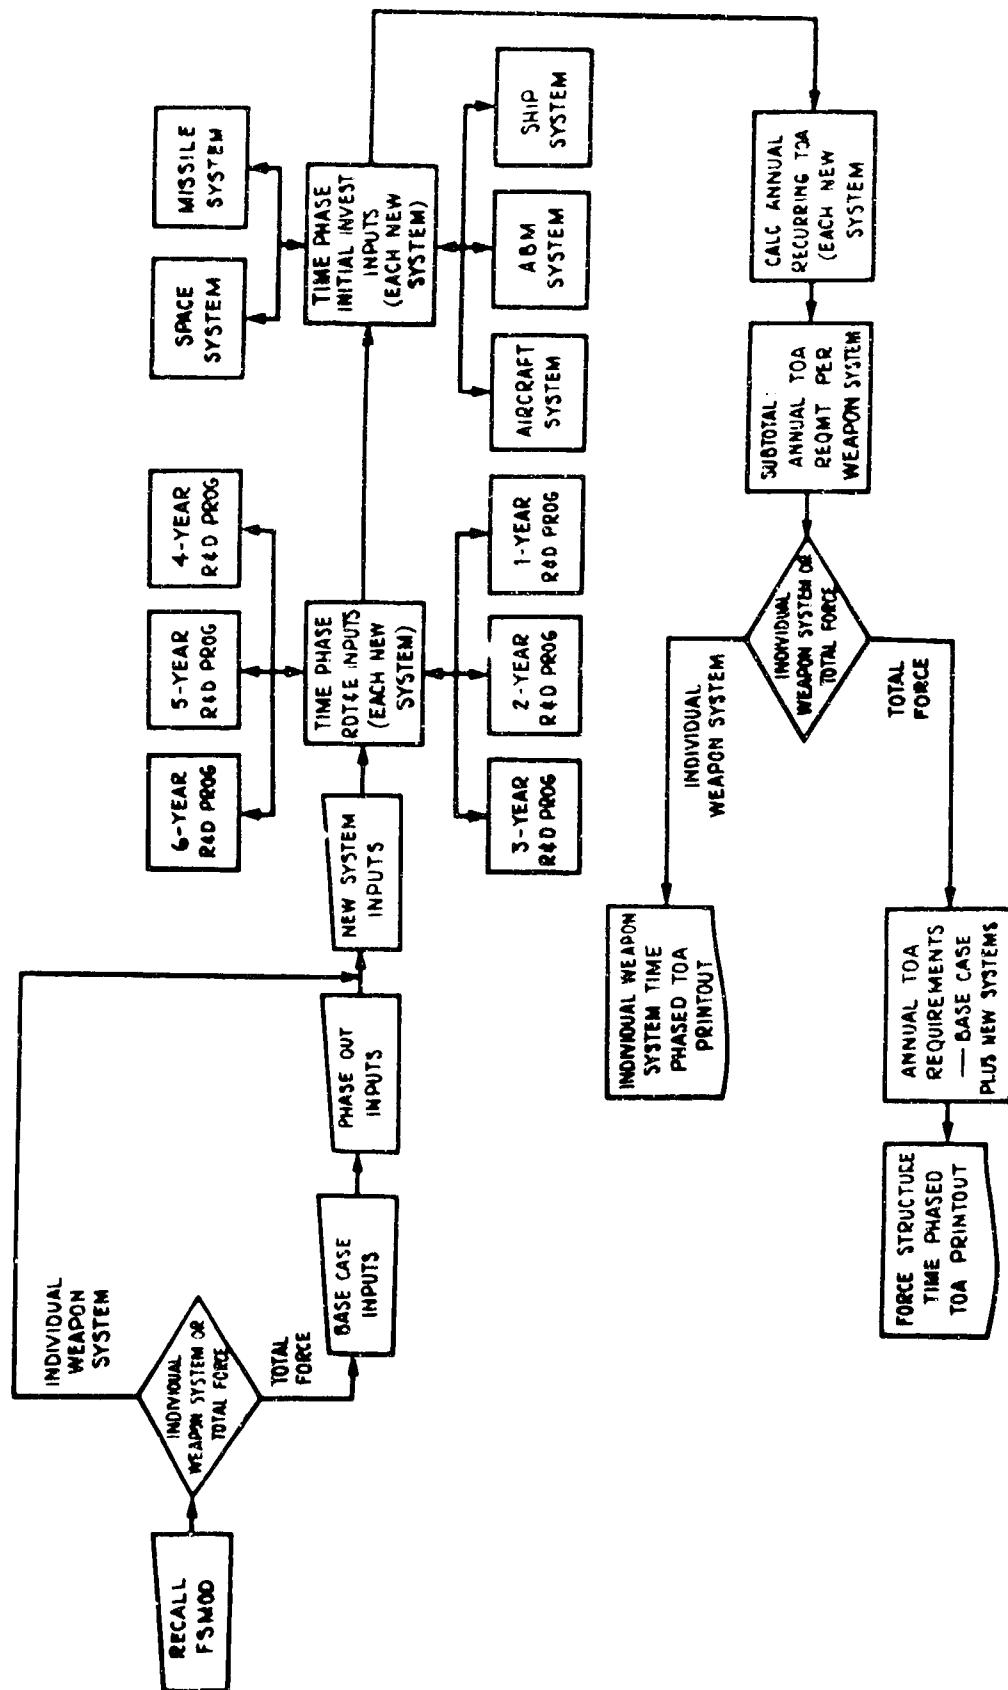 RECALL
FSMOD
INDIVIDUAL
WEAPON SYSTEM OR
TOTAL FORCE
INDIVIDUAL
WEAPON
SYSTEM
TOTAL
FORCE
BASE CASE
INPUTS
PHASE OUT
INPUTS
NEW SYSTEM
INPUTS
6-YEAR
R&D PROG
5-YEAR
R&D PROG
4-YEAR
R&D PROG
TIME PHASE
RDT&E INPUTS
(EACH NEW
SYSTEM)
3-YEAR
R&D PROG
2-YEAR
R&D PROG
1-YEAR
R&D PROG
SPACE
SYSTEM
MISSILE
SYSTEM
TIME PHASE
INITIAL INVEST
INPUTS
(EACH NEW
SYSTEM)
AIRCRAFT
SYSTEM
ABM
SYSTEM
SHIP
SYSTEM
CALC ANNUAL
RECURRING TOA
(EACH NEW
SYSTEM
SUBTOTAL:
ANNUAL TOA
REQMT PER
WEAPON SYSTEM
INDIVIDUAL
WEAPON SYSTEM OR
TOTAL FORCE
INDIVIDUAL
WEAPON SYSTEM
TOTAL
FORCE
INDIVIDUAL WEAPON
SYSTEM TIME
PHASED TOA
PRINTOUT
ANNUAL TOA
REQUIREMENTS
—BASE CASE
PLUS NEW SYSTEMS
FORCE STRUCTURE
TIME PHASED
TOA PRINTOUT